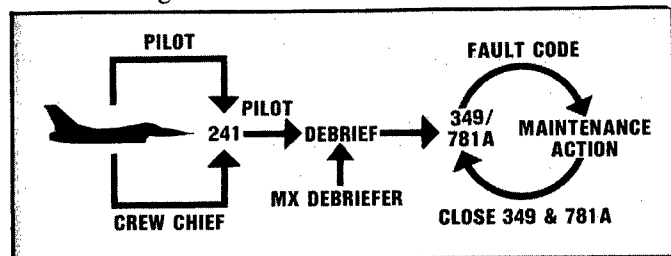 PILOT
FAULT CODE
PILOT
241
DEBRIEF
349/
781A
MAINTENANCE
ACTION
MX DEBRIEFER
CREW CHIEF
CLOSE 349 & 781A